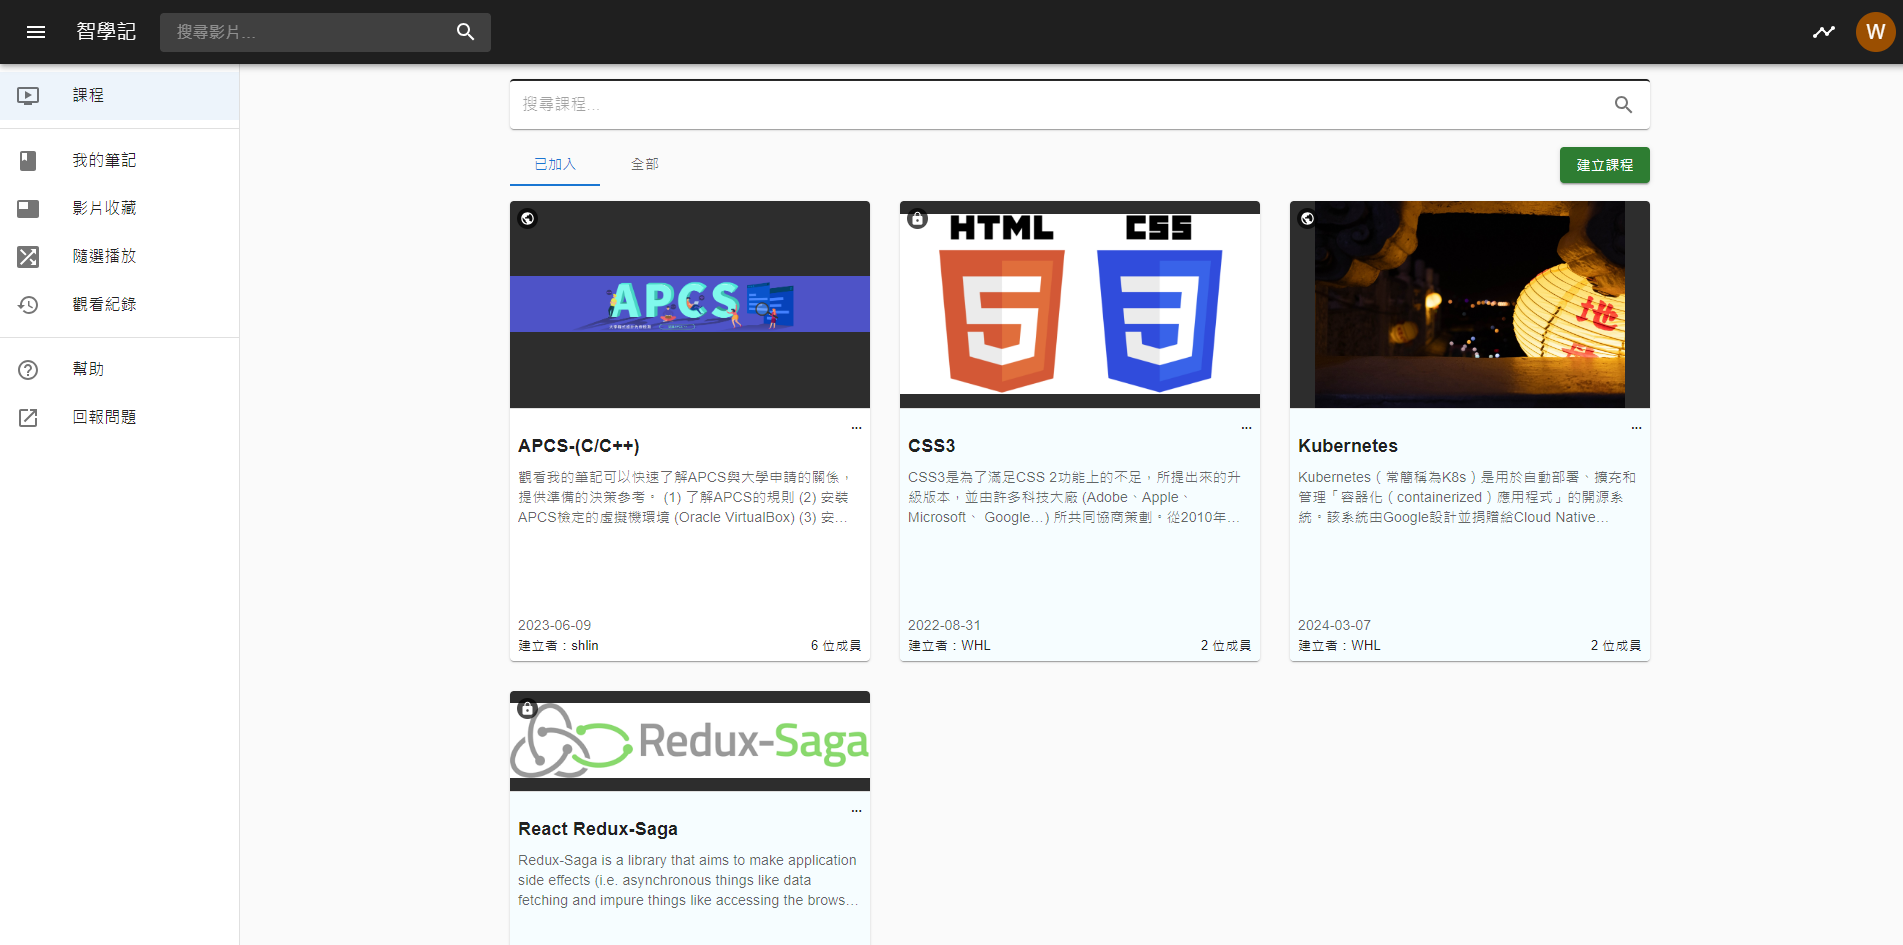 智學記
搜尋影片...
W
課程
我的筆記
影片收藏
隨選播放
觀看紀錄
幫助
回報問題
搜尋課程...
已加入
全部
建立課程
APCS
APCS-(C/C++)
觀看我的筆記可以快速了解APCS與大學申請的關係，
提供準備的決策參考。 (1) 了解APCS的規則 (2) 安裝
APCS檢定的虛擬機環境 (Oracle VirtualBox) (3) 安...
2023-06-09
建立者：shlin
6 位成員
HTML CSS
5 3
CSS3
CSS3是為了滿足CSS 2功能上的不足，所提出來的升
級版本，並由許多科技大廠 (Adobe、Apple、
Microsoft、 Google...) 所共同協商策劃。從2010年...
2022-08-31
建立者：WHL
2 位成員
地
Kubernetes
Kubernetes（常簡稱為K8s）是用於自動部署、擴充和
管理「容器化（containerized）應用程式」的開源系
統。該系統由Google設計並捐贈給Cloud Native...
2024-03-07
建立者：WHL
2 位成員
Redux-Saga
React Redux-Saga
Redux-Saga is a library that aims to make application
side effects (i.e. asynchronous things like data
fetching and impure things like accessing the brows...